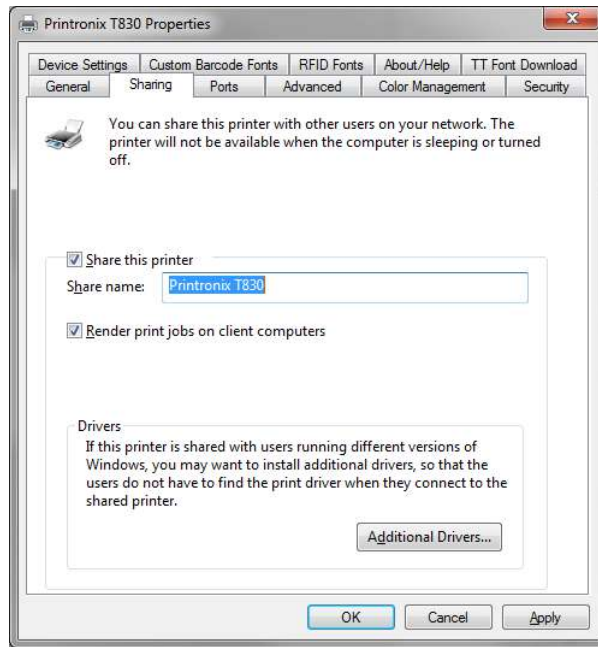 Printronix T830 Properties
Device Settings Custom Barcode Fonts RFID Fonts About/Help TT Font Download
General Sharing Ports Advanced Color Management Security
You can share this printer with other users on your network. The
printer will not be available when the computer is sleeping or turned
off.
Share this printer
Share name: Printronix T830
Render print jobs on client computers
Drivers
If this printer is shared with users running different versions of
Windows, you may want to install additional drivers, so that the
users do not have to find the print driver when they connect to the
shared printer.
Additional Drivers...
OK Cancel Apply